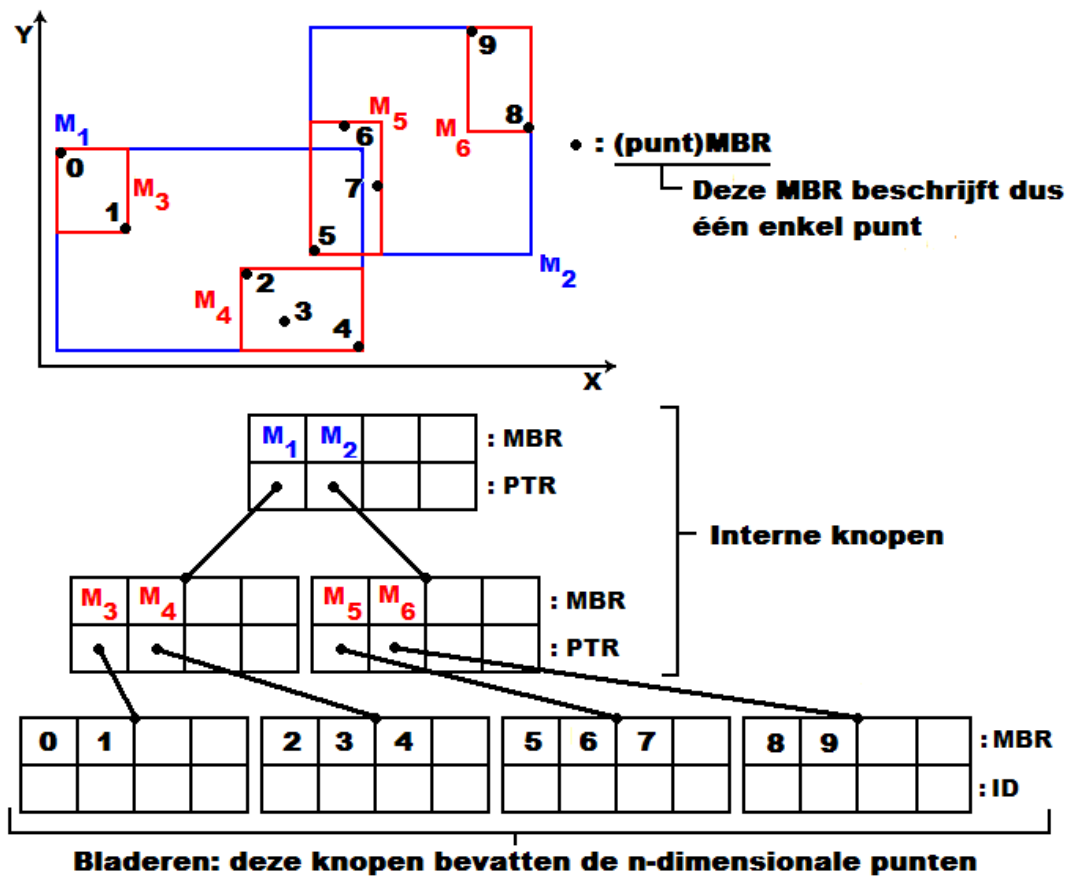 Y
9
M5
M1
6
M6
8
: (punt)MBR
0
M3
7
Deze MBR beschrijft dus
één enkel punt
1
5
M2
2
M4
3
4
X
M1 M2 : MBR
: PTR
Interne knopen
M3 M4 M5 M6 : MBR
: PTR
0 1 2 3 4 5 6 7 8 9 :MBR
:ID
Bladeren: deze knopen bevatten de n-dimensionale punten